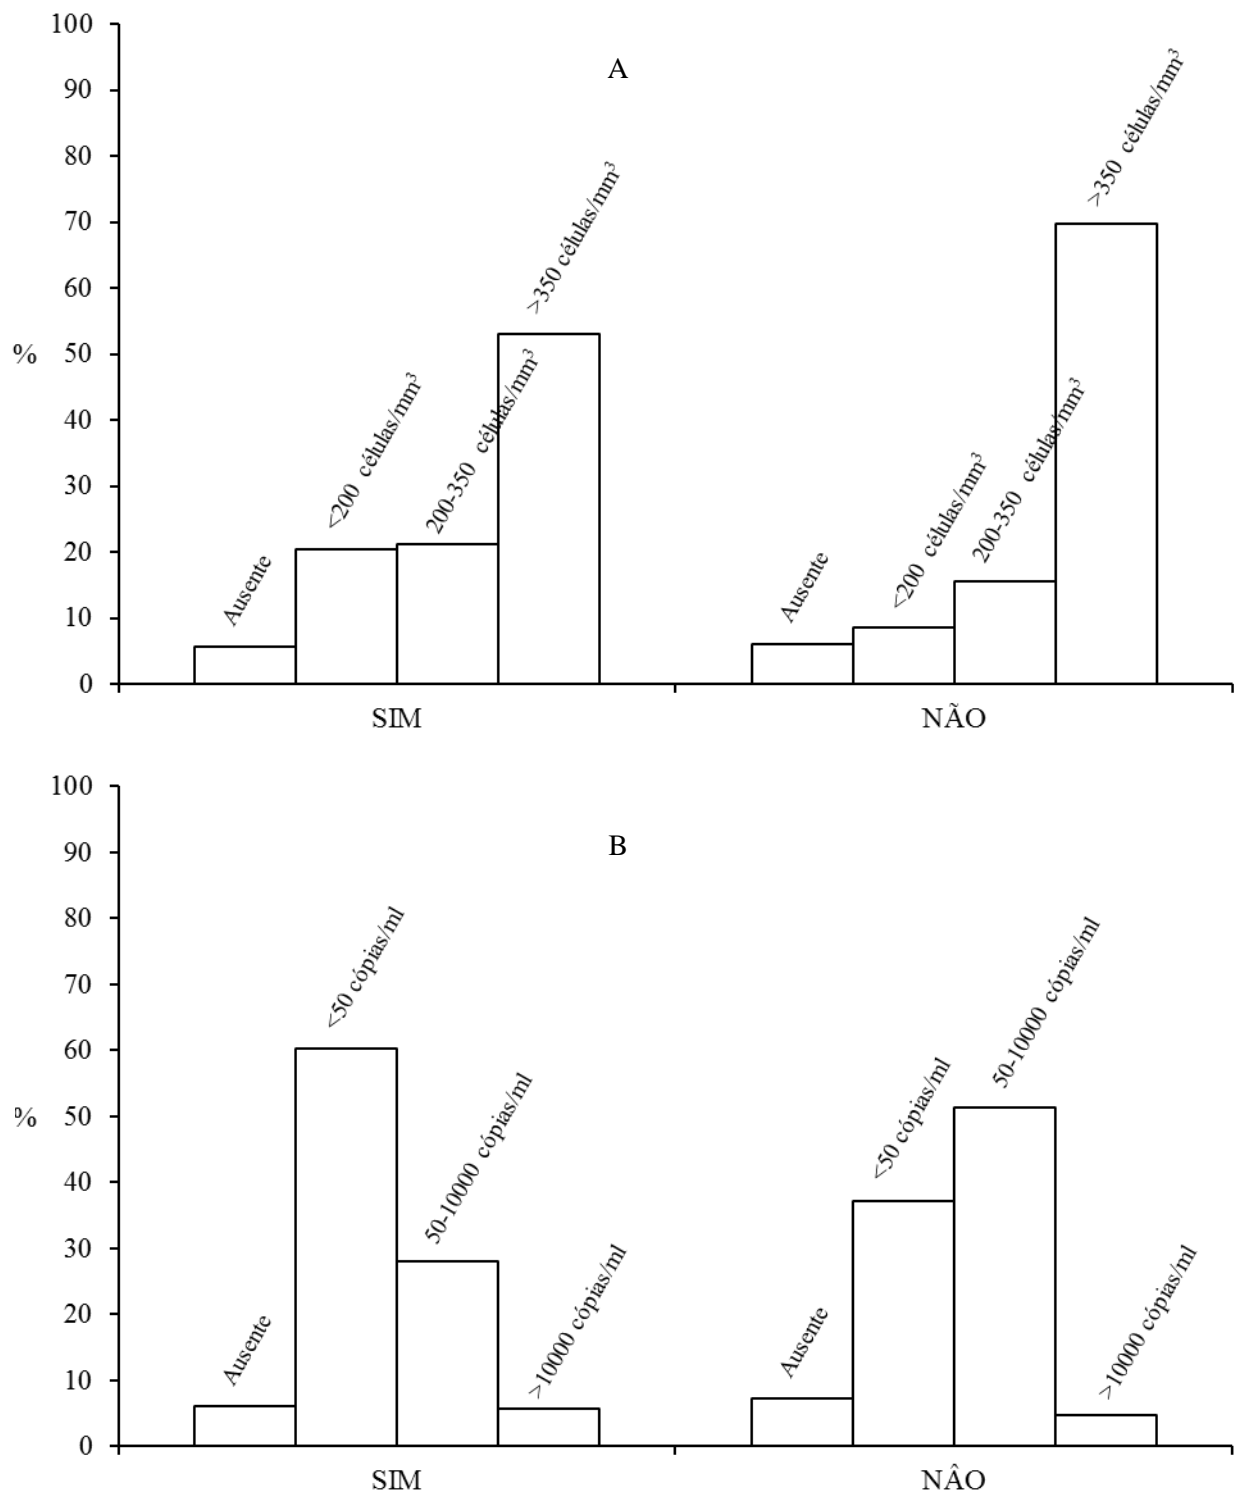 100
A
90
80
70
60
%
50
40
30
20
10
0
Ausente
<200 células/mm³
200-350 células/mm³
>350 células/mm³
Ausente
<200 células/mm³
200-350 células/mm³
>350 células/mm³
SIM
NÃO
100
B
90
80
70
60
%
50
40
30
20
10
0
Ausente
<50 cópias/ml
50-10000 cópias/ml
>10000 cópias/ml
Ausente
<50 cópias/ml
50-10000 cópias/ml
>10000 cópias/ml
SIM
NÂO